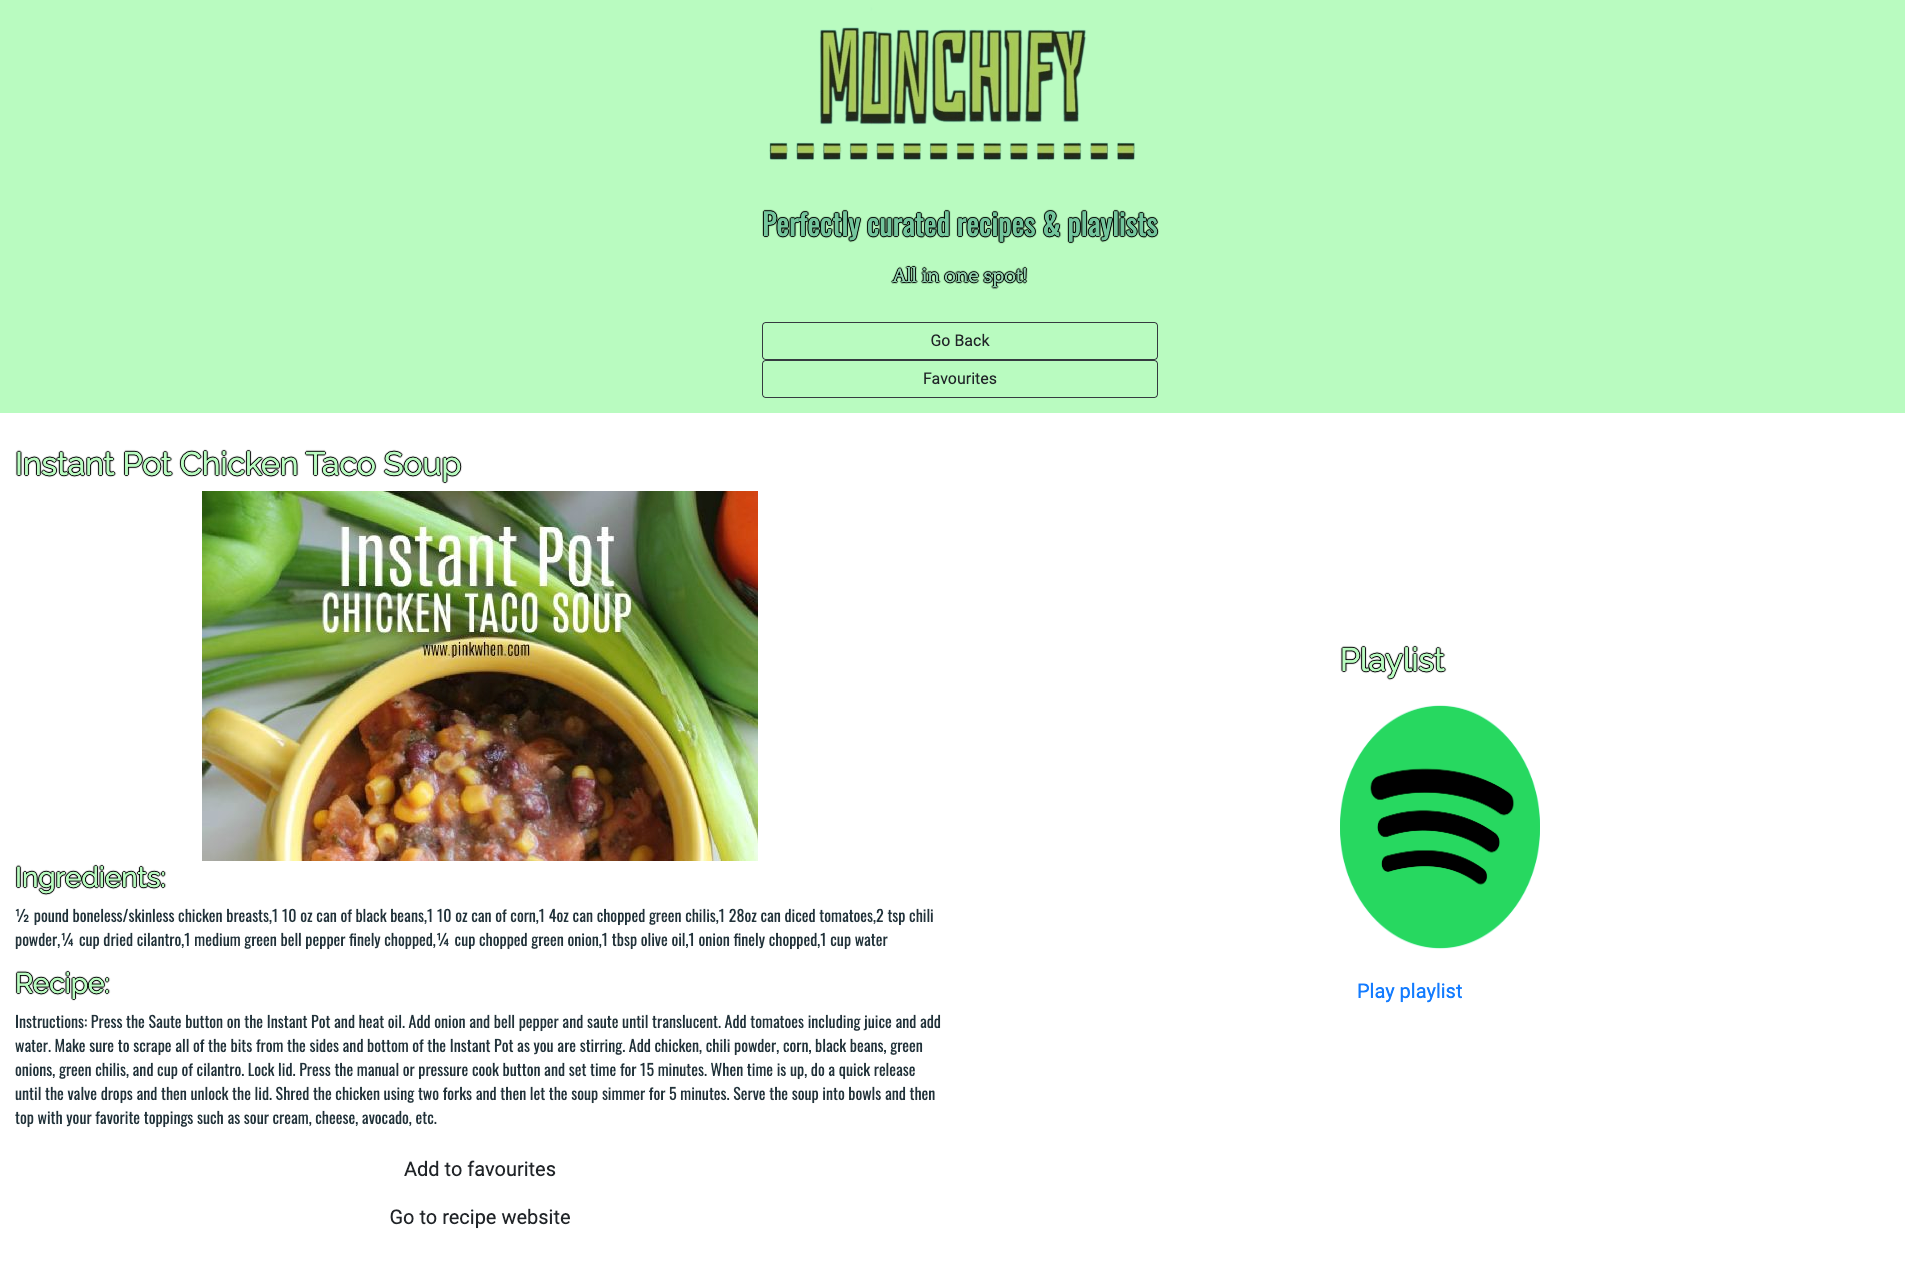 MUNCHIFY
Perfectly curated recipes & playlists
All in one spot!
Go Back
Favourites
Instant Pot Chicken Taco Soup
Instant Pot
CHICKEN TACO SOUP
www.pinkwhen.com
Ingredients:
½ pound boneless/skinless chicken breasts,1 10 oz can of black beans,1 10 oz can of corn,1 4oz can chopped green chilis,1 28oz can diced tomatoes,2 tsp chili
powder,¼ cup dried cilantro,1 medium green bell pepper finely chopped,¼ cup chopped green onion,1 tbsp olive oil,1 onion finely chopped,1 cup water
Recipe:
Instructions: Press the Saute button on the Instant Pot and heat oil. Add onion and bell pepper and saute until translucent. Add tomatoes including juice and add
water. Make sure to scrape all of the bits from the sides and bottom of the Instant Pot as you are stirring. Add chicken, chili powder, corn, black beans, green
onions, green chilis, and cup of cilantro. Lock lid. Press the manual or pressure cook button and set time for 15 minutes. When time is up, do a quick release
until the valve drops and then unlock the lid. Shred the chicken using two forks and then let the soup simmer for 5 minutes. Serve the soup into bowls and then
top with your favorite toppings such as sour cream, cheese, avocado, etc.
Add to favourites
Go to recipe website
Playlist
Play playlist